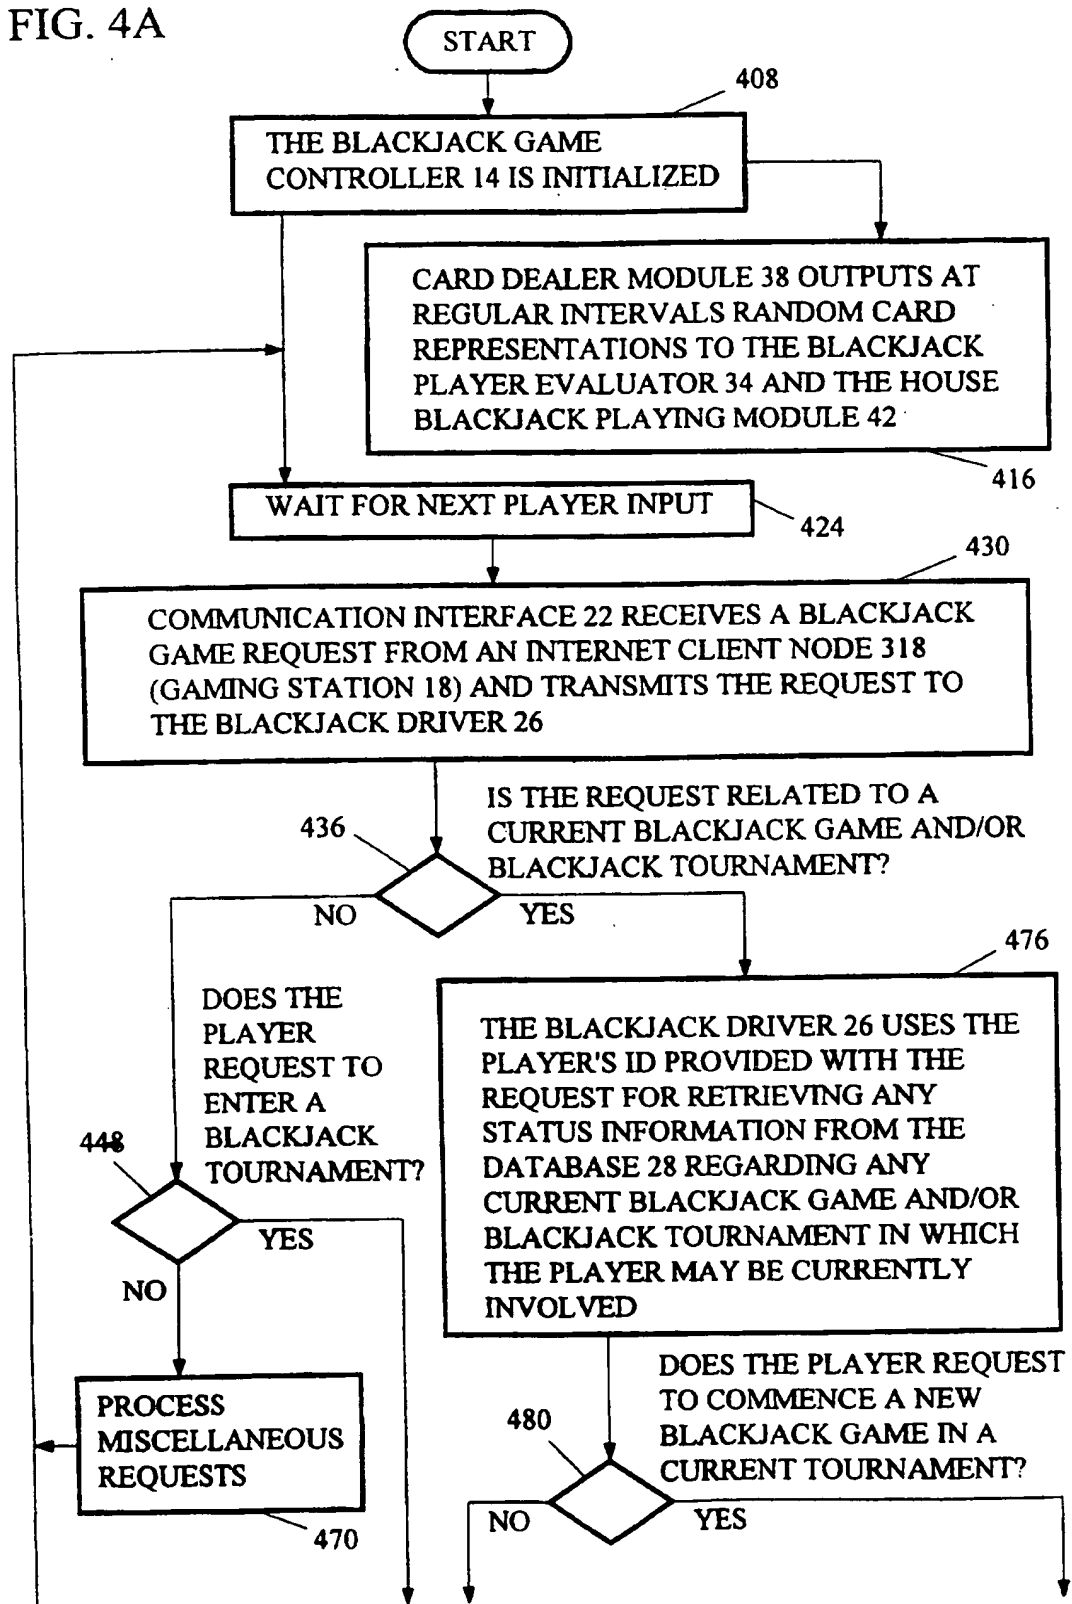 FIG. 4A
START
408
THE BLACKJACK GAME
CONTROLLER 14 IS INITIALIZED
CARD DEALER MODULE 38 OUTPUTS AT
REGULAR INTERVALS RANDOM CARD
REPRESENTATIONS TO THE BLACKJACK
PLAYER EVALUATOR 34 AND THE HOUSE
BLACKJACK PLAYING MODULE 42
416
WAIT FOR NEXT PLAYER INPUT
424
430
COMMUNICATION INTERFACE 22 RECEIVES A BLACKJACK
GAME REQUEST FROM AN INTERNET CLIENT NODE 318
(GAMING STATION 18) AND TRANSMITS THE REQUEST TO
THE BLACKJACK DRIVER 26
IS THE REQUEST RELATED TO A
CURRENT BLACKJACK GAME AND/OR
BLACKJACK TOURNAMENT?
436
NO
YES
476
DOES THE
PLAYER
REQUEST TO
ENTER A
BLACKJACK
TOURNAMENT?
448
YES
NO
THE BLACKJACK DRIVER 26 USES THE
PLAYER'S ID PROVIDED WITH THE
REQUEST FOR RETRIEVING ANY
STATUS INFORMATION FROM THE
DATABASE 28 REGARDING ANY
CURRENT BLACKJACK GAME AND/OR
BLACKJACK TOURNAMENT IN WHICH
THE PLAYER MAY BE CURRENTLY
INVOLVED
PROCESS
MISCELLANEOUS
REQUESTS
470
DOES THE PLAYER REQUEST
TO COMMENCE A NEW
BLACKJACK GAME IN A
CURRENT TOURNAMENT?
480
NO
YES